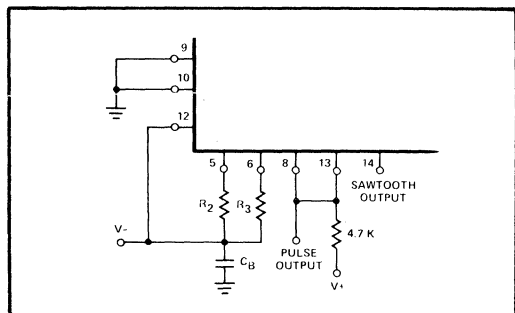 9
10
12
5 6 8 13 14
SAWTOOTH
OUTPUT
R2 R3
V-
4.7 K
PULSE
OUTPUT
CB
V+